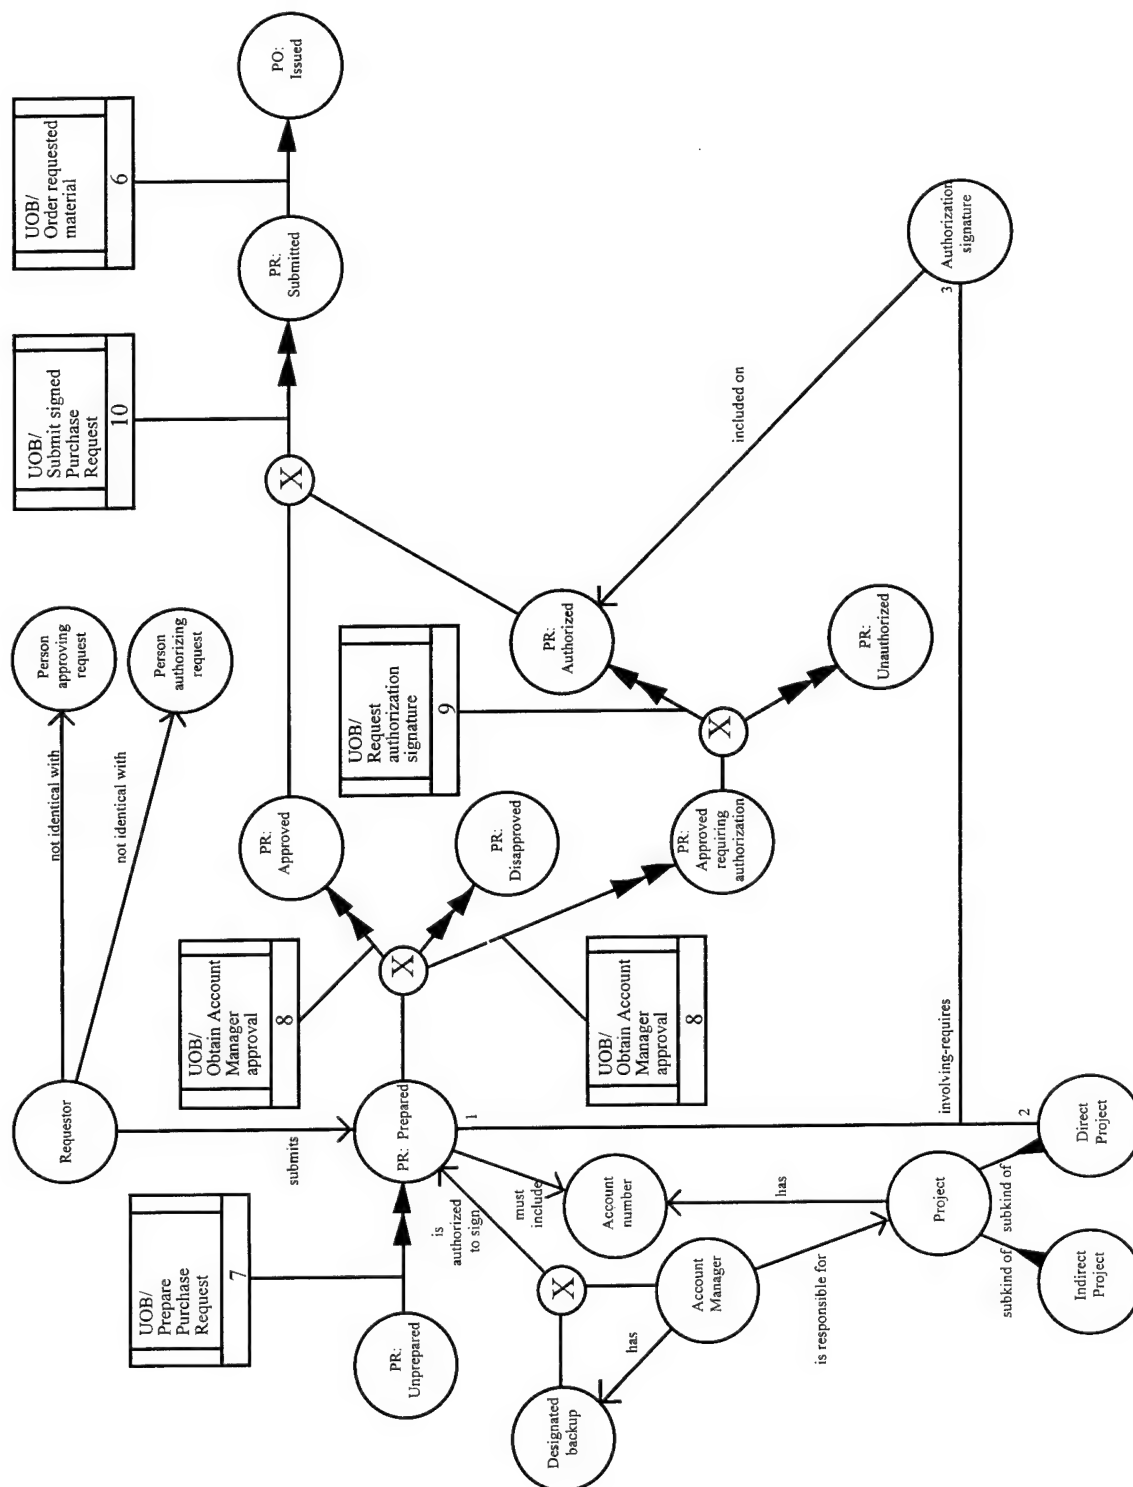 UOB/
Order requested
material
6
PO:
Issued
UOB/
Submit signed
Purchase
Request
10
PR:
Submitted
X
Person
approving
request
Person
authorizing
request
not identical with
not identical with
Requestor
submits
UOB/
Prepare
Purchase
Request
7
PR:
Unprepared
PR: Prepared
1
UOB/
Obtain Account
Manager
approval
8
X
UOB/
Obtain Account
Manager
approval
8
PR:
Approved
PR:
Disapproved
PR:
Approved
requiring
authorization
UOB/
Request
authorization
signature
9
X
PR:
Authorized
PR:
Unauthorized
included on
Authorization
signature
3
involving-requires
2
Direct
Project
Indirect
Project
subkind of
subkind of
Project
has
Account
number
must
include
is
authorized
to sign
X
Account
Manager
is responsible for
has
Designated
backup